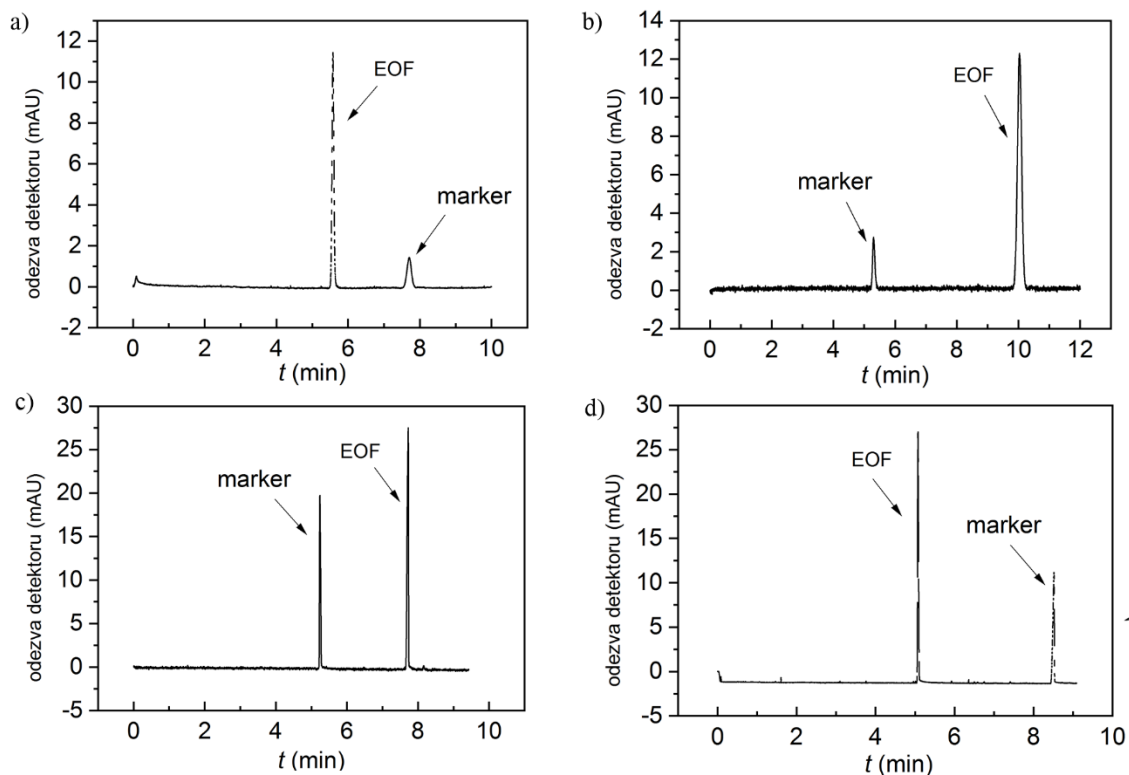 a)
12
10
8
6
4
2
0
-2
odezva detektoru (mAU)
EOF
marker
0 2 4 6 8 10
t (min)
b)
14
12
10
8
6
4
2
0
-2
odezva detektoru (mAU)
EOF
marker
0 2 4 6 8 10 12
t (min)
c)
30
25
20
15
10
5
0
-5
odezva detektoru (mAU)
EOF
marker
0 2 4 6 8 10
t (min)
d)
30
25
20
15
10
5
0
-5
odezva detektoru (mAU)
EOF
marker
0 2 4 6 8 10
t (min)